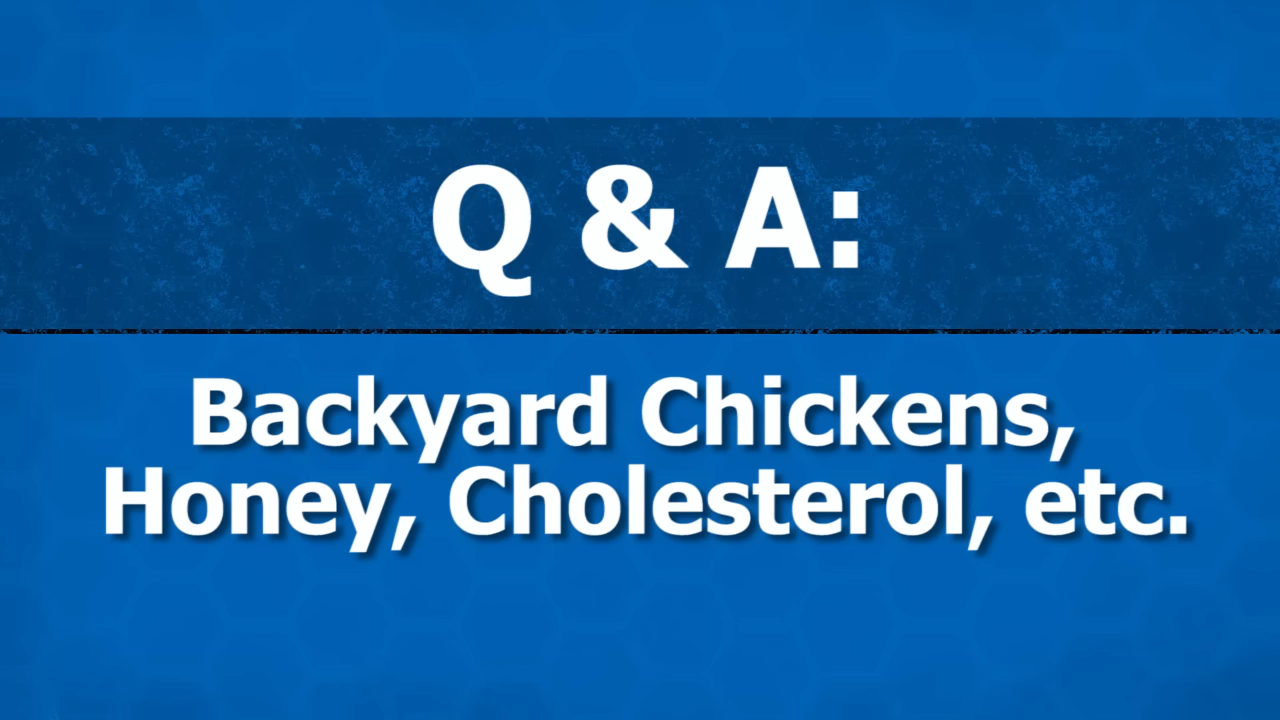 Q & A:
Backyard Chickens,
Honey, Cholesterol, etc.